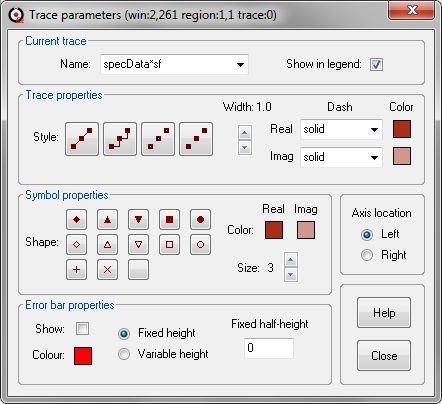 Trace parameters (win:2,261 region:1,1 trace:0)
Current trace
Name: specData*sf Show in legend:
Trace properties
Width: 1.0 Dash Color
Style: Real solid
Imag solid
Symbol properties
Real Imag
Shape: Color:
Size: 3
Axis location
Left
Right
Error bar properties
Show: Fixed height Fixed half-height
Colour: Variable height 0
Help
Close